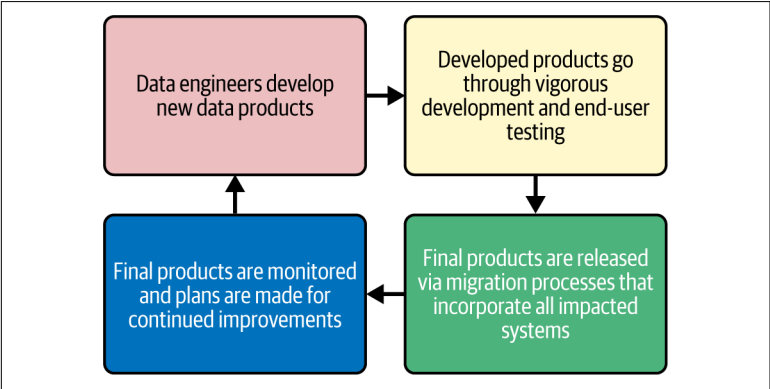 Data engineers develop
new data products
Developed products go
through vigorous
development and end-user
testing
Final products are released
via migration processes that
incorporate all impacted
systems
Final products are monitored
and plans are made for
continued improvements